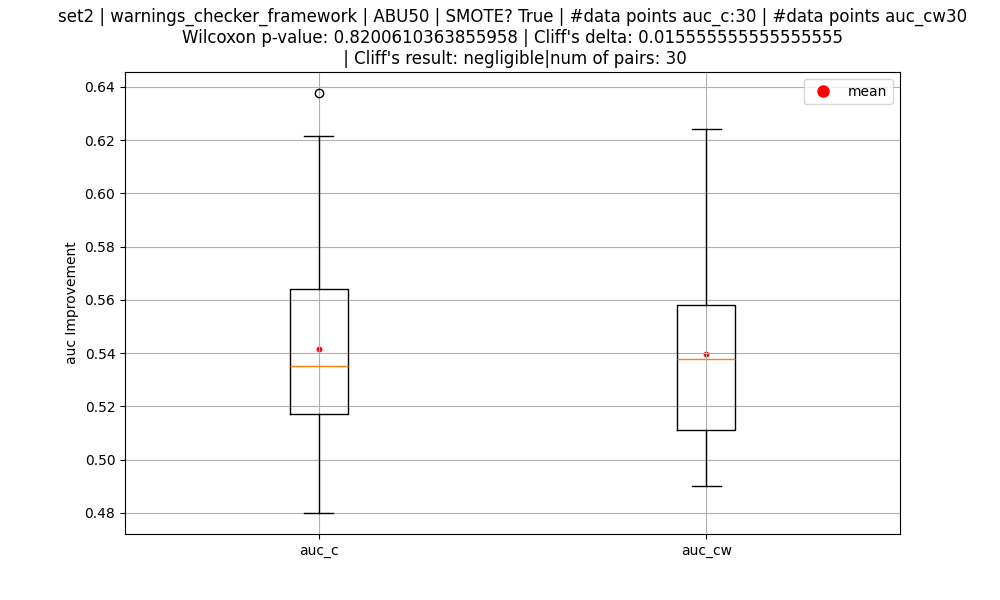 set2 | warnings_checker_framework | ABU50 | SMOTE? True | #data points auc_c:30 | #data points auc_cw30
Wilcoxon p-value: 0.8200610363855958 | Cliff's delta: 0.015555555555555555
| Cliff's result: negligible|num of pairs: 30
mean
0.64
0.62
0.60
0.58
0.56
0.54
0.52
0.50
0.48
auc Improvement
auc_c
auc_cw